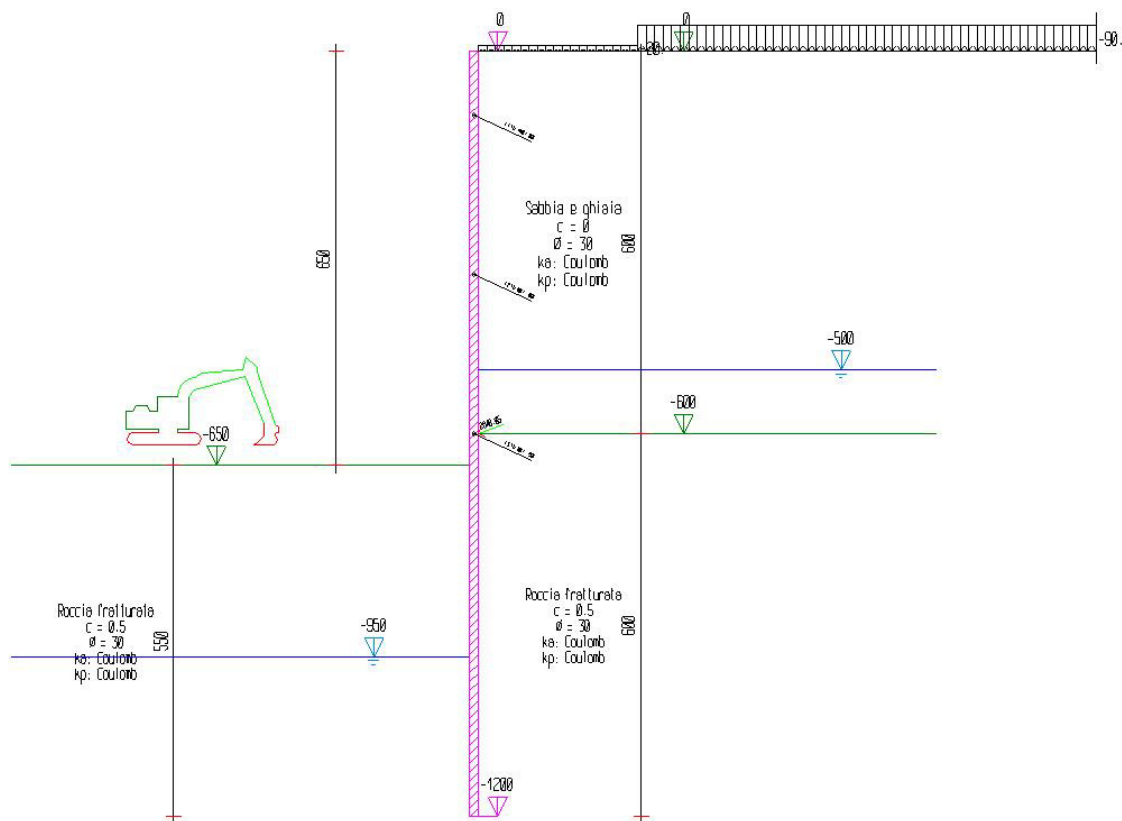 0
0
-90.
-20.
650
Sabbia e ghiaia
c = 0
Ø = 30
ka: Coulomb
kp: Coulomb
600
-500
-600
-650
Roccia fratturata
c = 0.5
Ø = 30
ka: Coulomb
kp: Coulomb
550
-950
Roccia fratturata
c = 0.5
Ø = 30
ka: Coulomb
kp: Coulomb
600
-1200